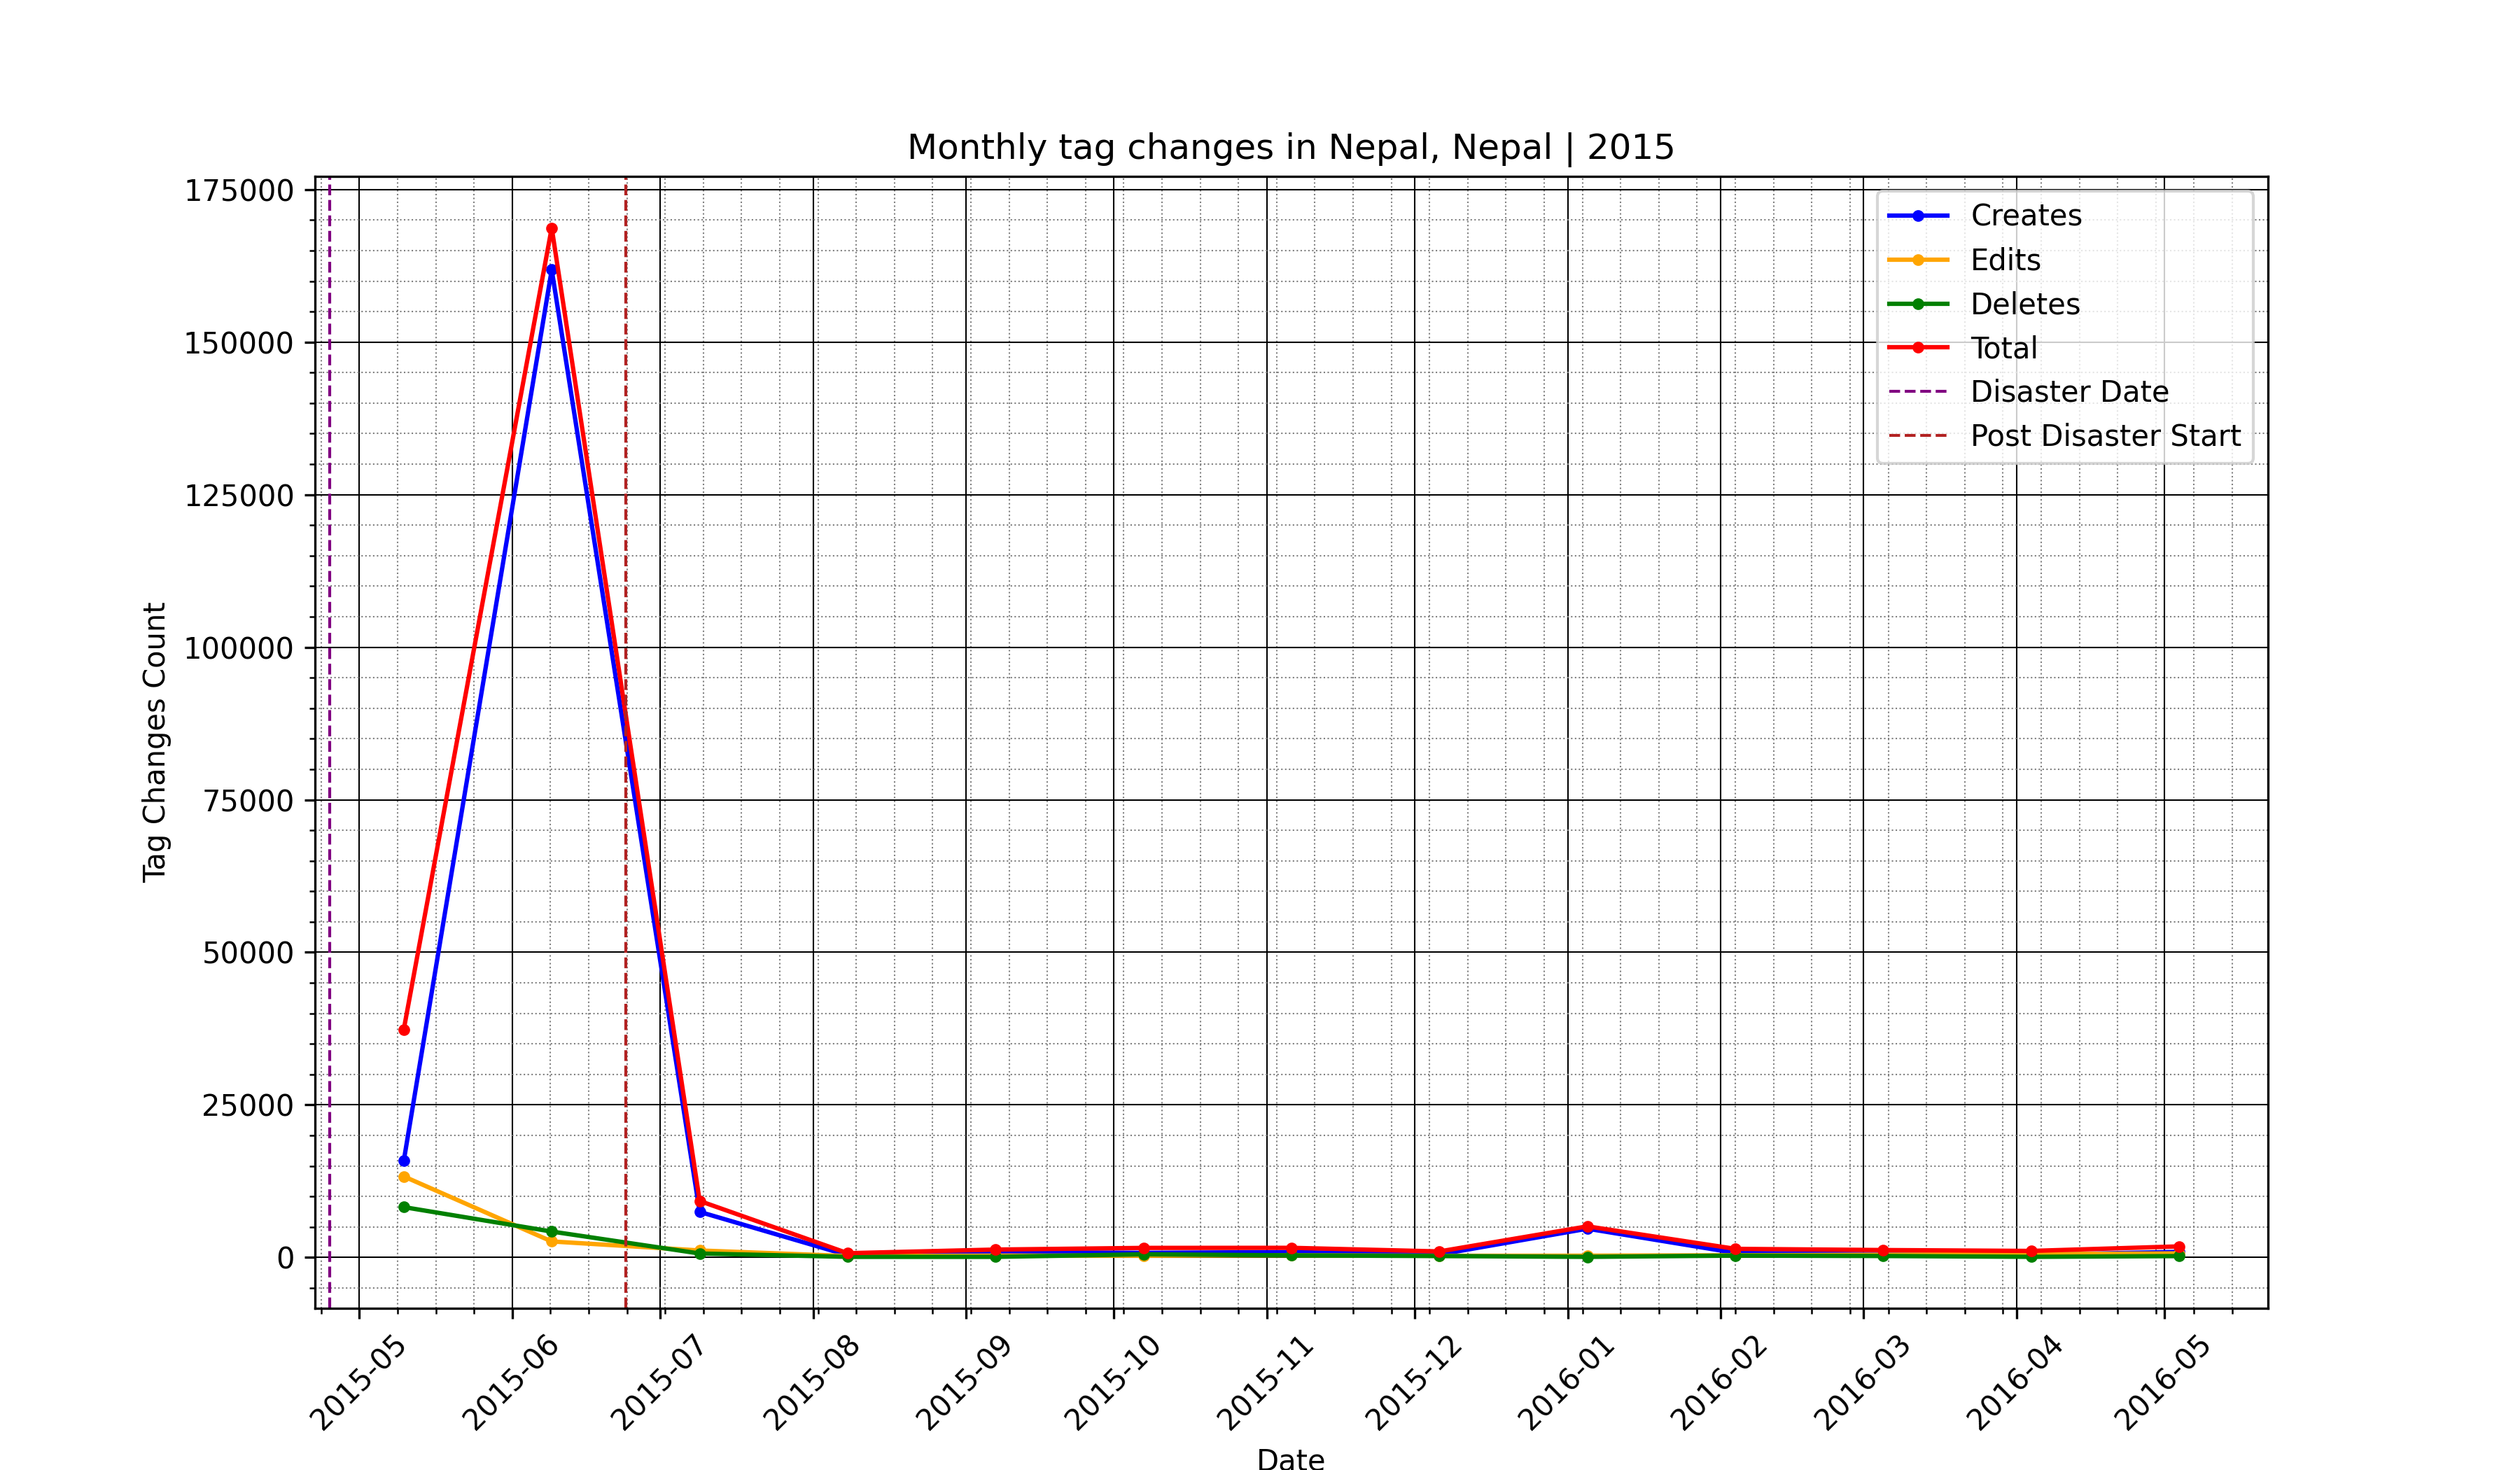 Monthly tag changes in Nepal, Nepal | 2015
175000
150000
125000
100000
75000
50000
25000
0
Tag Changes Count
Creates
Edits
Deletes
Total
Disaster Date
Post Disaster Start
2015-05
2015-06
2015-07
2015-08
2015-09
2015-10
2015-11
2015-12
2016-01
2016-02
2016-03
2016-04
2016-05
Date